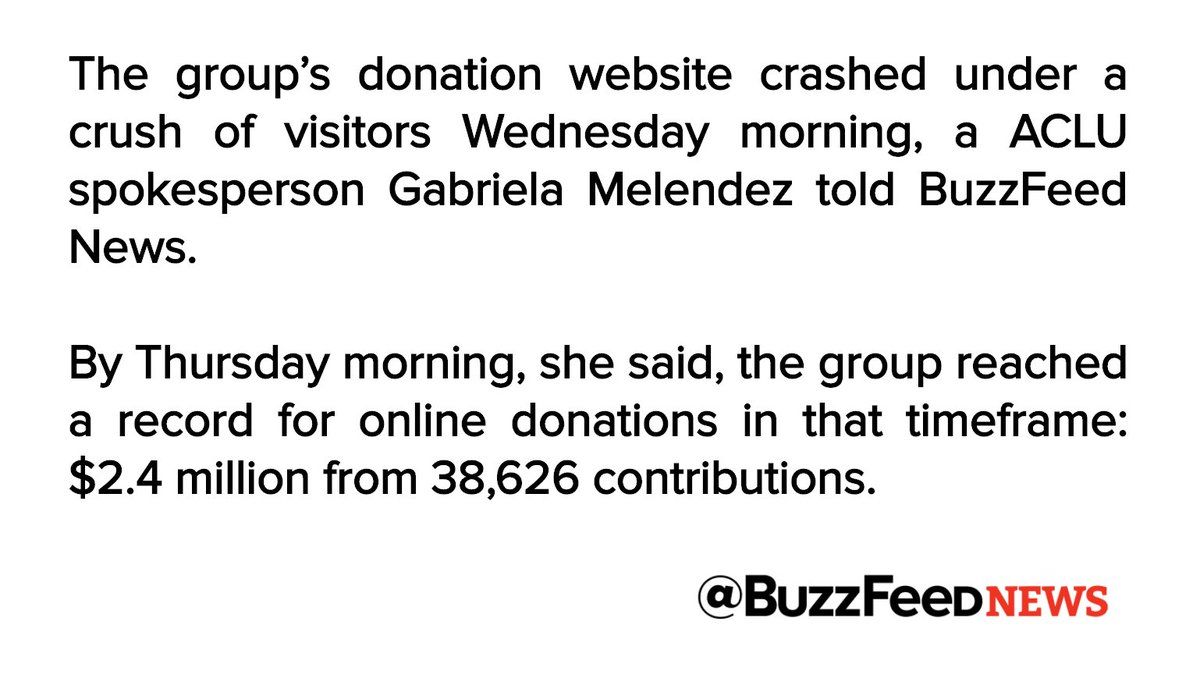 The group’s donation website crashed under a
crush of visitors Wednesday morning, a ACLU
spokesperson Gabriela Melendez told BuzzFeed
News.
By Thursday morning, she said, the group reached
a record for online donations in that timeframe:
$2.4 million from 38,626 contributions.
@BuzzFeed NEWS